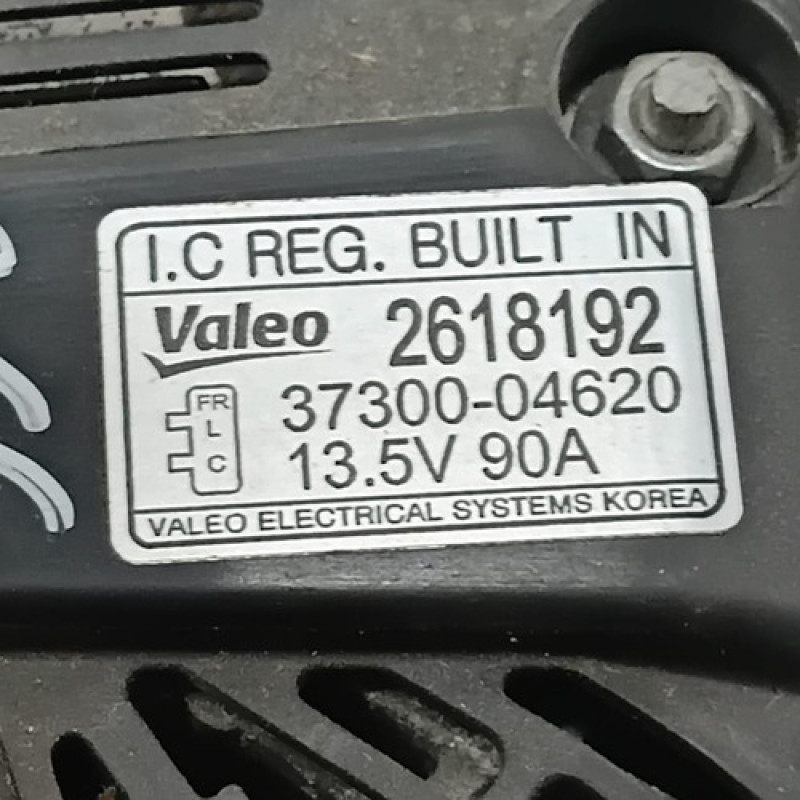 I.C REG. BUILT IN
Valeo 2618192
FR
L
C
37300-04620
13.5V 90A
VALEO ELECTRICAL SYSTEMS KOREA